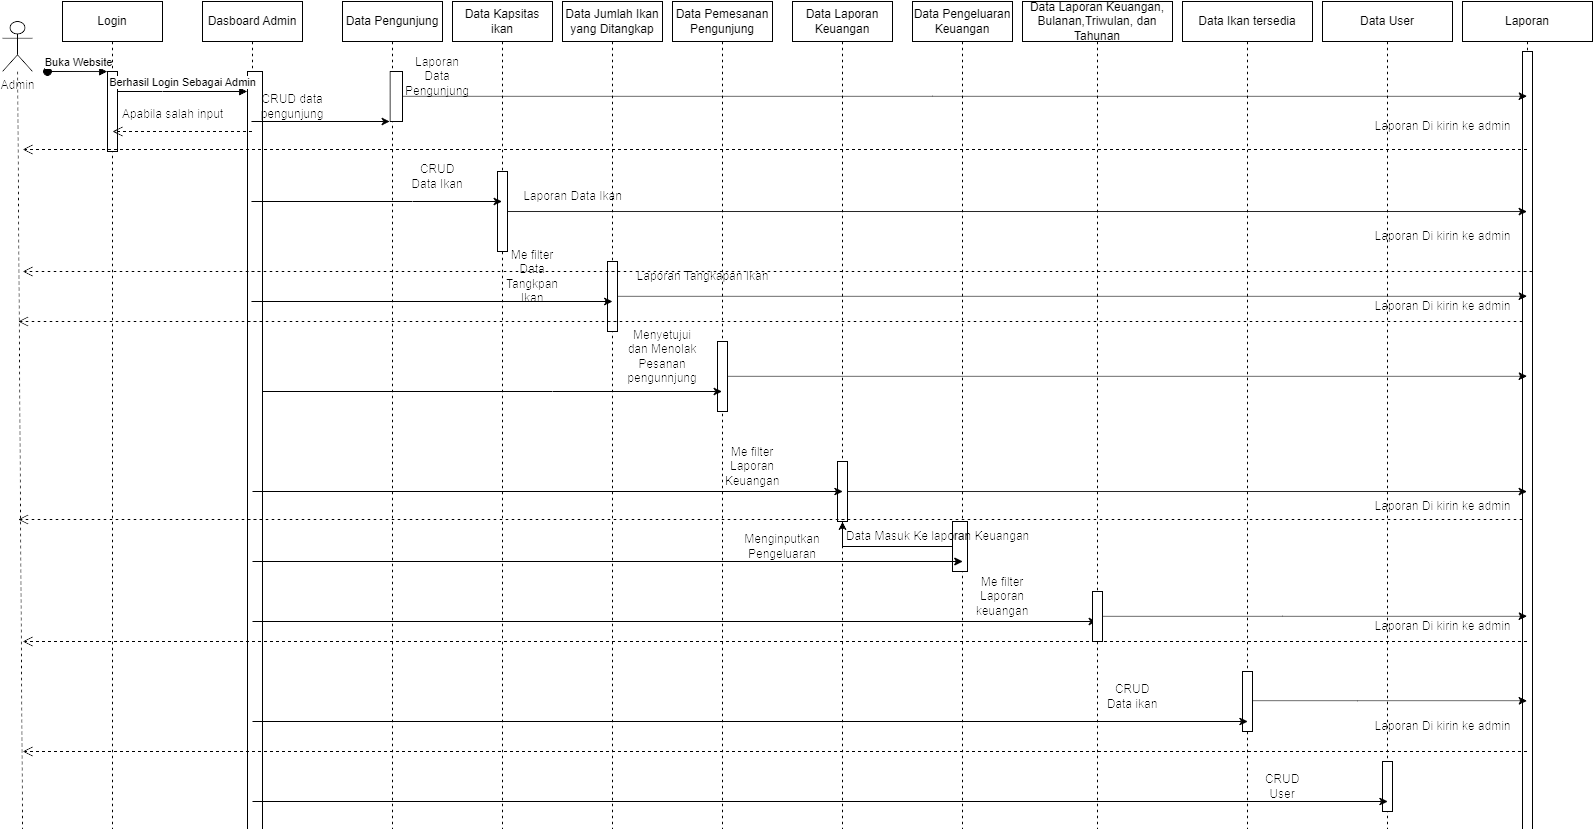 Login
Dasboard Admin
Data Pengunjung
Data Kapsitas
ikan
Data Jumlah Ikan
yang Ditangkap
Data Pemesanan
Pengunjung
Data Laporan
Keuangan
Data Pengeluaran
Keuangan
Data Laporan Keuangan,
Bulanan,Triwulan, dan
Tahunan
Data Ikan tersedia
Data User
Laporan
Admin
Buka Website
Berhasil Login Sebagai Admin
Apabila salah input
CRUD data
pengunjung
Laporan
Data
Pengunjung
Laporan Di kirin ke admin
CRUD
Data Ikan
Laporan Data Ikan
Laporan Di kirin ke admin
Me filter
Data
Tangkpan
Ikan
Laporan Tangkapan Ikan
Laporan Di kirin ke admin
Menyetujui
dan Menolak
Pesanan
pengunnjung
Me filter
Laporan
Keuangan
Laporan Di kirin ke admin
Menginputkan
Pengeluaran
Data Masuk Ke laporan Keuangan
Me filter
Laporan
keuangan
Laporan Di kirin ke admin
CRUD
Data ikan
Laporan Di kirin ke admin
CRUD
User